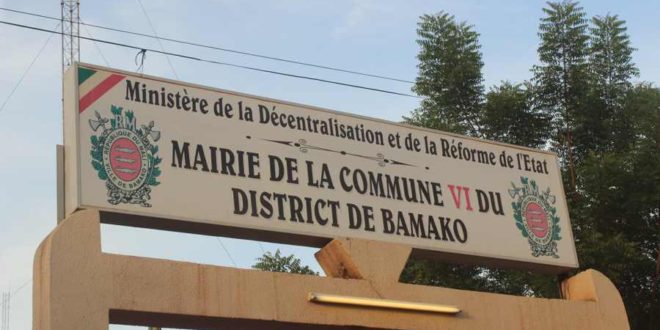 Ministère de la Décentralisation et de la Réforme de l'Etat
MAIRIE DE LA COMMUNE VI DU
DISTRICT DE BAMAKO
RM